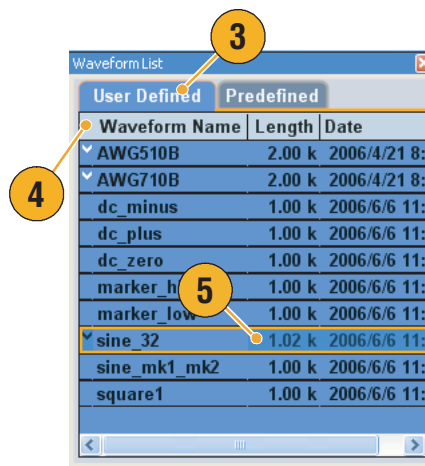 3
Waveform List
User Defined Predefined
Waveform Name Length Date
AWG510B 2.00 k 2006/4/21 8:
4
AWG710B 2.00 k 2006/4/21 8:
dc_minus 1.00 k 2006/6/6 11:
dc_plus 1.00 k 2006/6/6 11:
dc_zero 1.00 k 2006/6/6 11:
marker_h 1.00 k 2006/6/6 11:
5
marker_low 1.00 k 2006/6/6 11:
sine_32 1.02 k 2006/6/6 11:
sine_mk1_mk2 1.00 k 2006/6/6 11:
square1 1.00 k 2006/6/6 11: